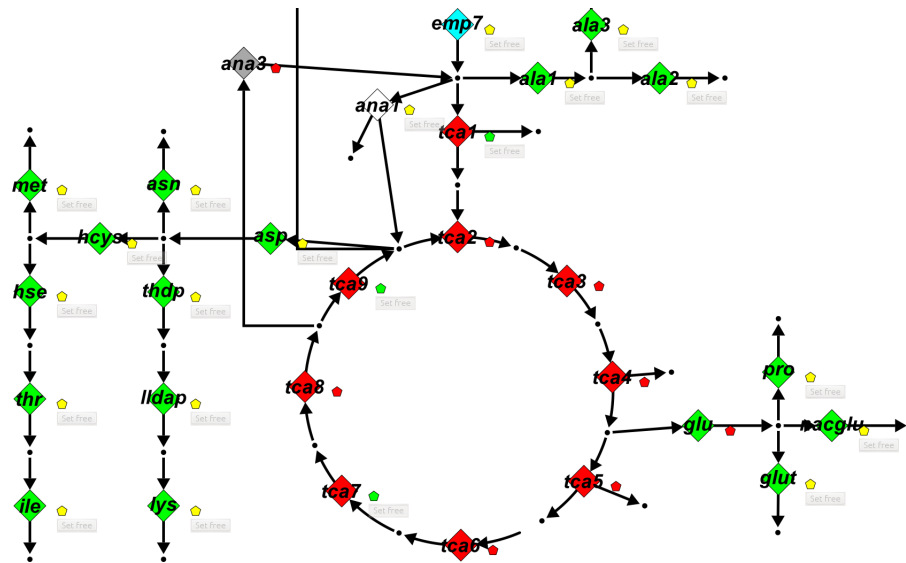 emp7
Set free
ala3
Set free
ana3
ala1
Set free
ala2
Set free
ana1
Set free
tca1
Set free
met
Set free
asn
Set free
hcys
Set free
asp
Set free
tca2
tca3
hse
Set free
thdp
Set free
tca9
Set free
tca8
tca4
pro
Set free
thr
Set free
lldap
Set free
glu
nacglu
Set free
tca7
Set free
tca5
glut
Set free
ile
Set free
lys
Set free
tca6